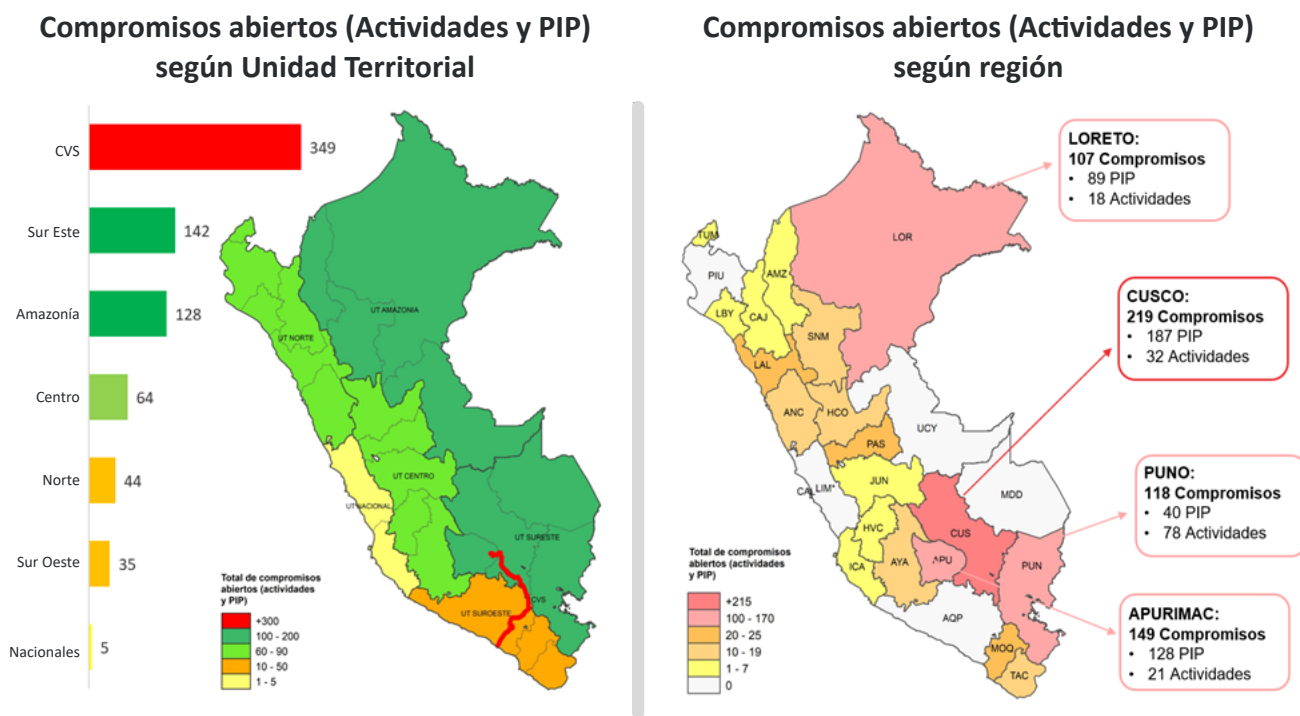 Compromisos abiertos (Actividades y PIP)
según Unidad Territorial
CVS
349
Sur Este
142
Amazonía
128
Centro
64
Norte
44
Sur Oeste
35
Nacionales
5
UT AMAZONIA
UT NORTE
UT CENTRO
UT NACIONAL
UT SURESTE
CVS
UT SUROESTE
Total de compromisos
abiertos (actividades
y PIP)
+300
100 - 200
60 - 90
10 - 50
1 - 5
Compromisos abiertos (Actividades y PIP)
según región
LOR
TUM
PIU
AMZ
LBY
CAJ
SNM
LAL
ANC
HCO
UCY
PAS
JUN
CAL
LIM*
MDD
CUS
HVC
ICA
AYA
APU
PUN
AQP
MOQ
TAC
LORETO:
107 Compromisos
• 89 PIP
• 18 Actividades
CUSCO:
219 Compromisos
• 187 PIP
• 32 Actividades
PUNO:
118 Compromisos
• 40 PIP
• 78 Actividades
APURIMAC:
149 Compromisos
• 128 PIP
• 21 Actividades
Total de compromisos
abiertos (actividades
y PIP)
+215
100 - 170
20 - 25
10 - 19
1 - 7
0